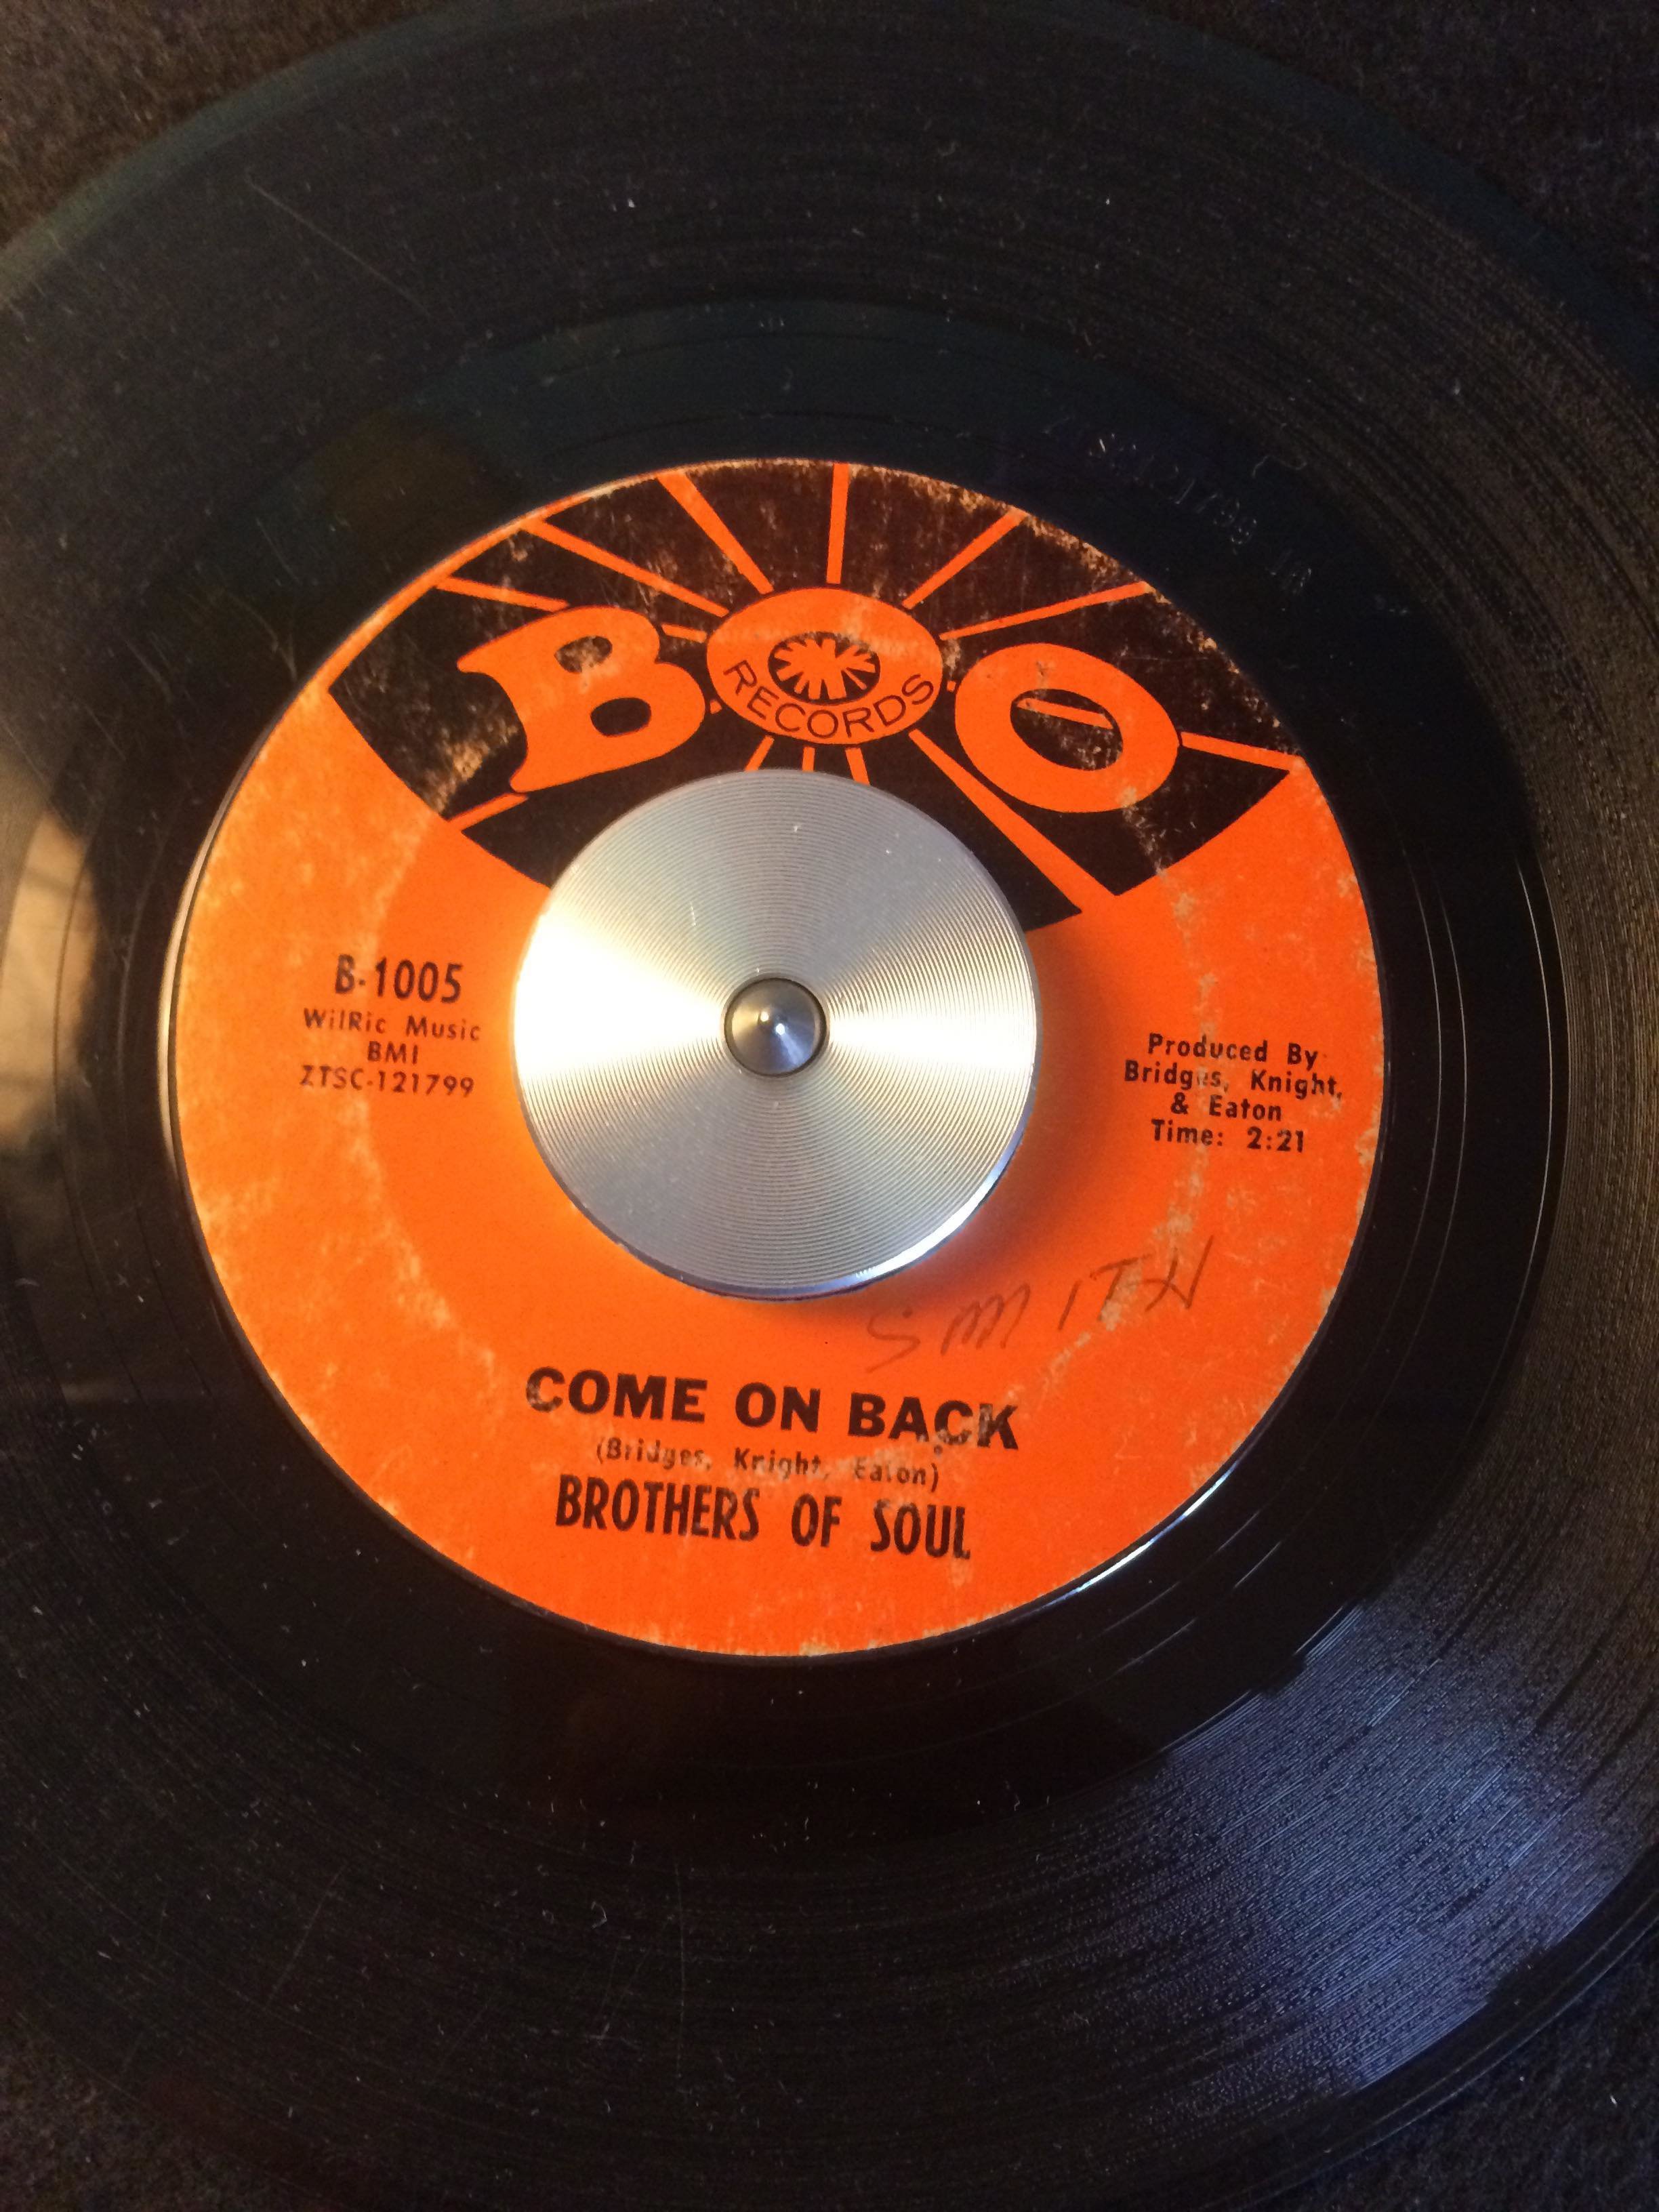 BOO
RECORDS
B-1005
WilRic Music
BMI
ZTSC-121799
Produced By
Bridges, Knight,
& Eaton
Time: 2:21
SMITH
COME ON BACK
(Bridges, Knight, Eaton)
BROTHERS OF SOUL